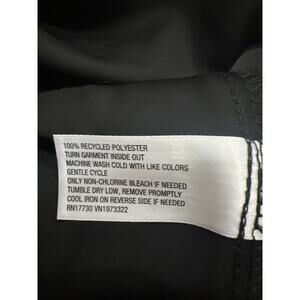 100% RECYCLED POLYESTER
TURN GARMENT INSIDE OUT
MACHINE WASH COLD WITH LIKE COLORS
GENTLE CYCLE
ONLY NON-CHLORINE BLEACH IF NEEDED
TUMBLE DRY LOW, REMOVE PROMPTLY
COOL IRON ON REVERSE SIDE IF NEEDED
RN17730 VN1973322